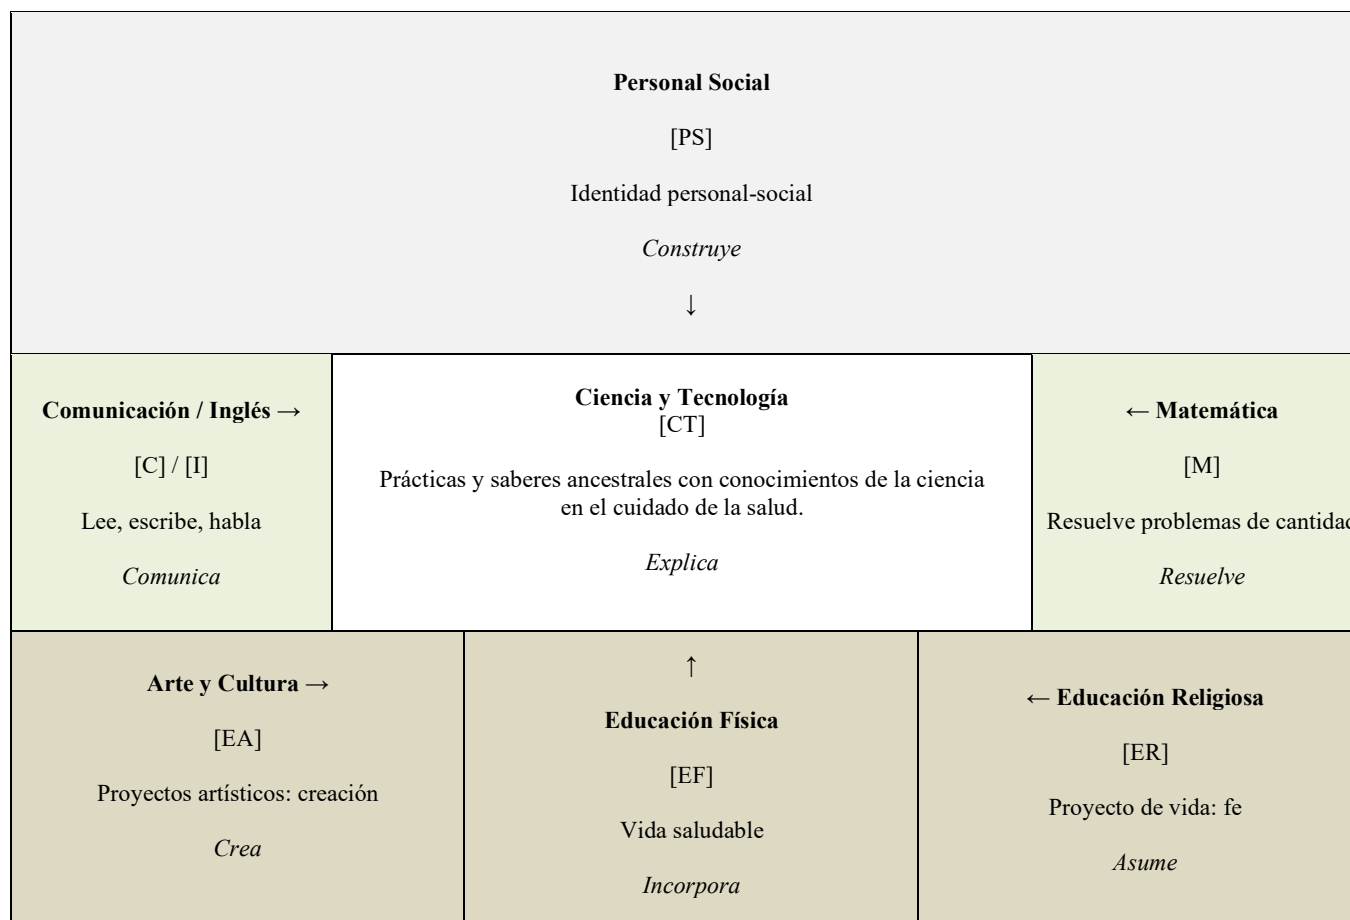 Personal Social
[PS]
Identidad personal-social
Construye
↓
Comunicación / Inglés →
[C] / [I]
Lee, escribe, habla
Comunica
Ciencia y Tecnología
[CT]
Prácticas y saberes ancestrales con conocimientos de la ciencia
en el cuidado de la salud.
Explica
← Matemática
[M]
Resuelve problemas de cantidad
Resuelve
Arte y Cultura →
[EA]
Proyectos artísticos: creación
Crea
↑
Educación Física
[EF]
Vida saludable
Incorpora
← Educación Religiosa
[ER]
Proyecto de vida: fe
Asume